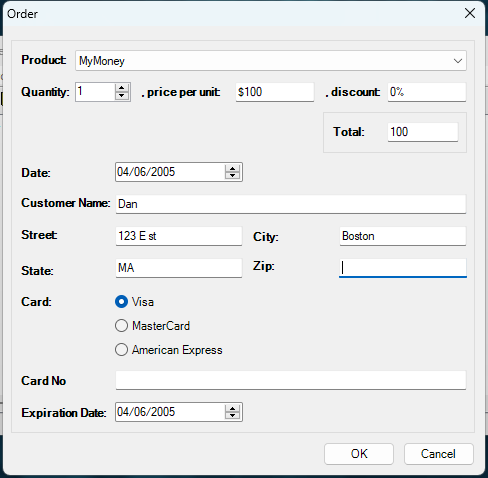 Order
Product: MyMoney
Quantity: 1 , price per unit: $100 , discount: 0%
Total: 100
Date: 04/06/2005
Customer Name: Dan
Street: 123 E st City: Boston
State: MA Zip:
Card: Visa
MasterCard
American Express
Card No
Expiration Date: 04/06/2005
OK Cancel